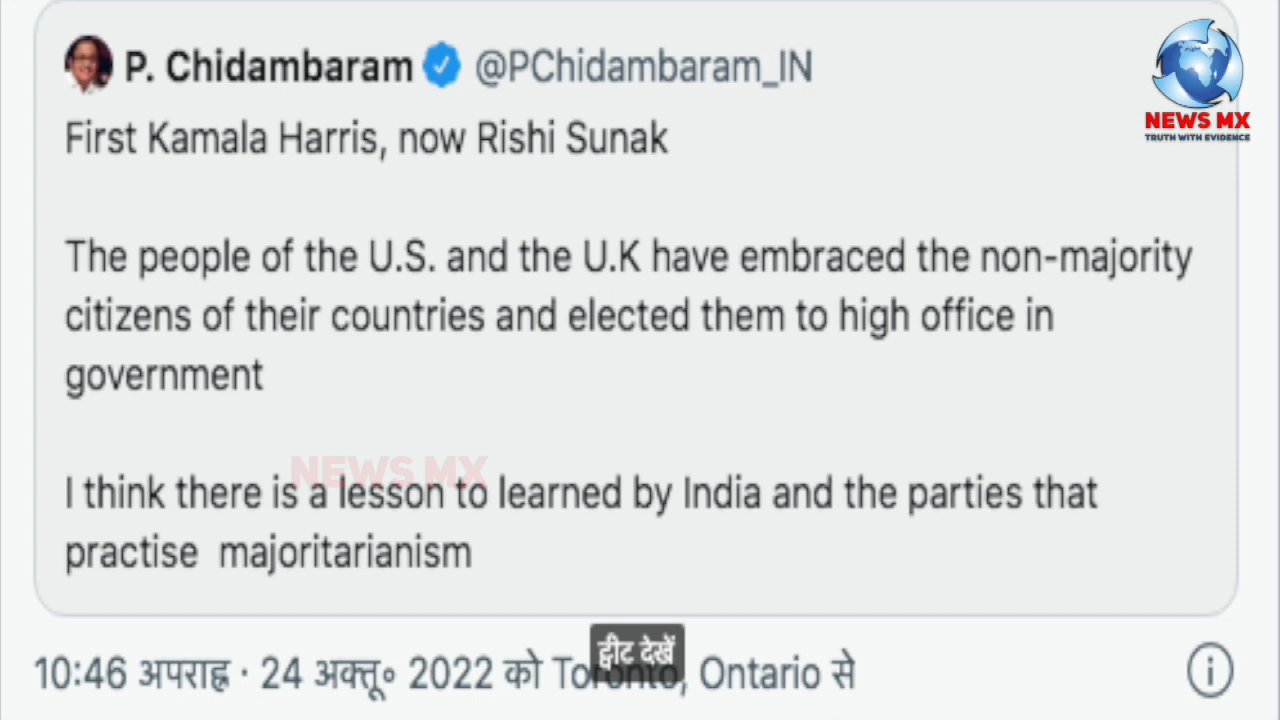 P. Chidambaram @PChidambaram_IN
NEWS MX
TRUTH WITH EVIDENCE
First Kamala Harris, now Rishi Sunak
The people of the U.S. and the U.K have embraced the non-majority
citizens of their countries and elected them to high office in
government
NEWS MX
I think there is a lesson to learned by India and the parties that
practise majoritarianism
ट्वीट देखें
10:46 अपराह्न · 24 अक्तू॰ 2022 को Toronto, Ontario से